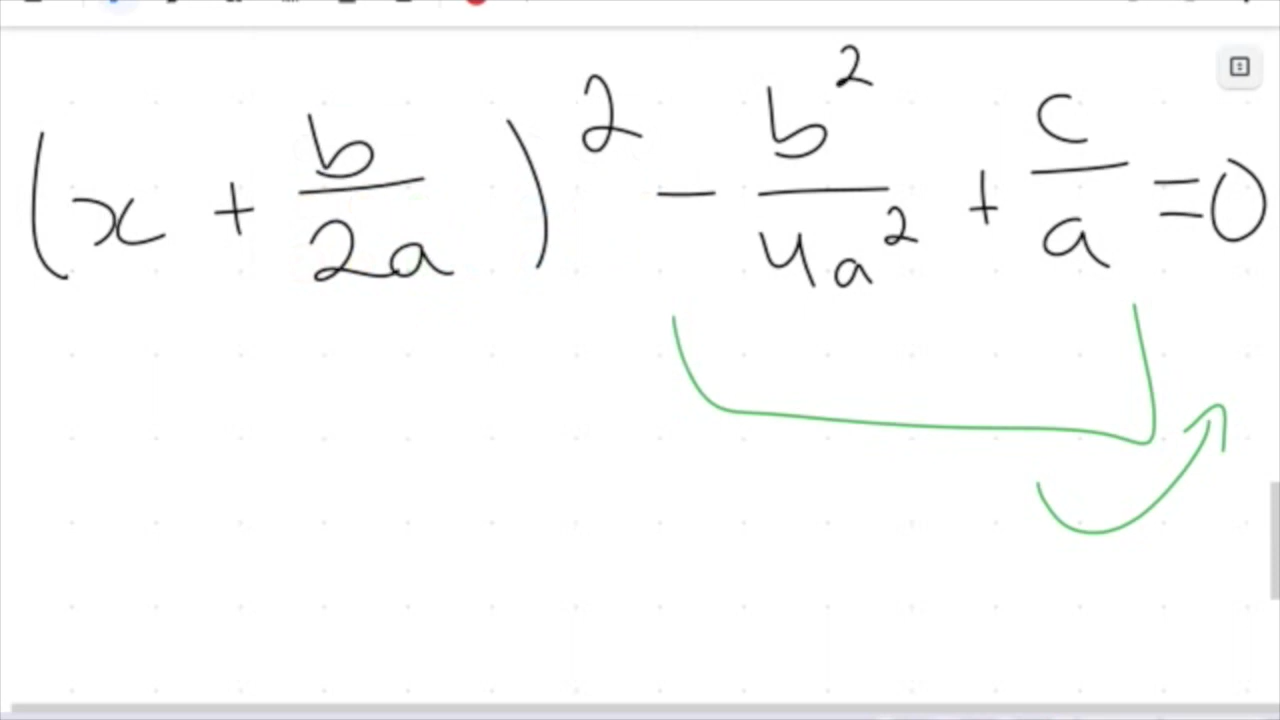 (x + b/2a)² - b²/4a² + c/a = 0